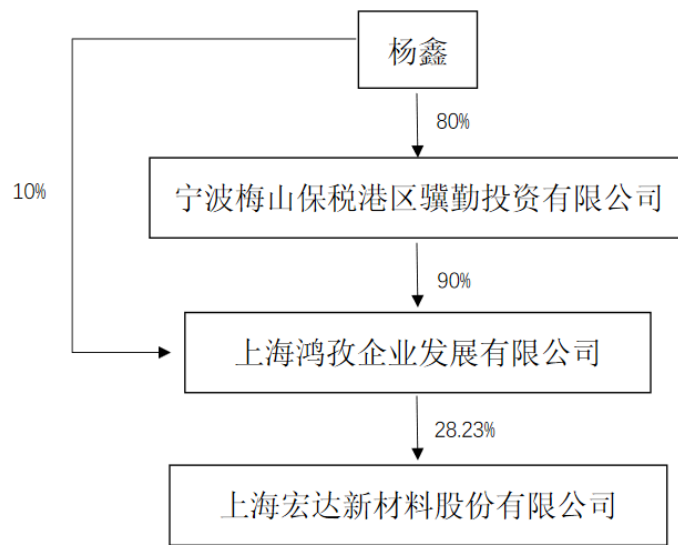 杨鑫
80%
10%
宁波梅山保税港区骥勤投资有限公司
90%
上海鸿孜企业发展有限公司
28.23%
上海宏达新材料股份有限公司